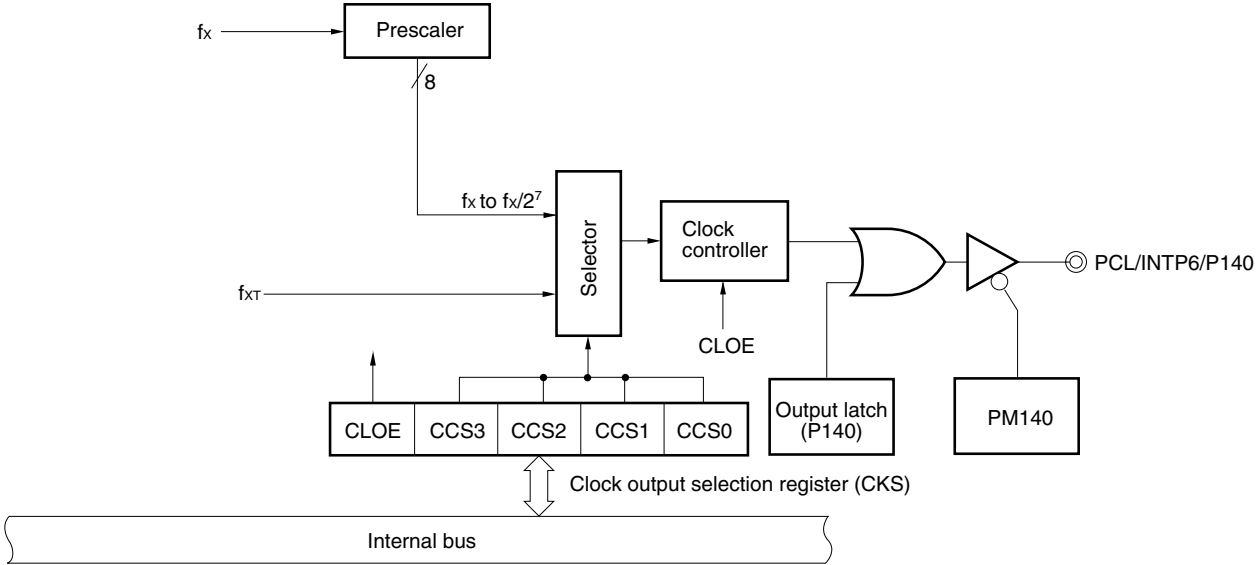 fX
Prescaler
8
fX to fX/2⁷
fXT
Selector
Clock
controller
CLOE
PCL/INTP6/P140
CLOE CCS3 CCS2 CCS1 CCS0
Output latch
(P140)
PM140
Clock output selection register (CKS)
Internal bus